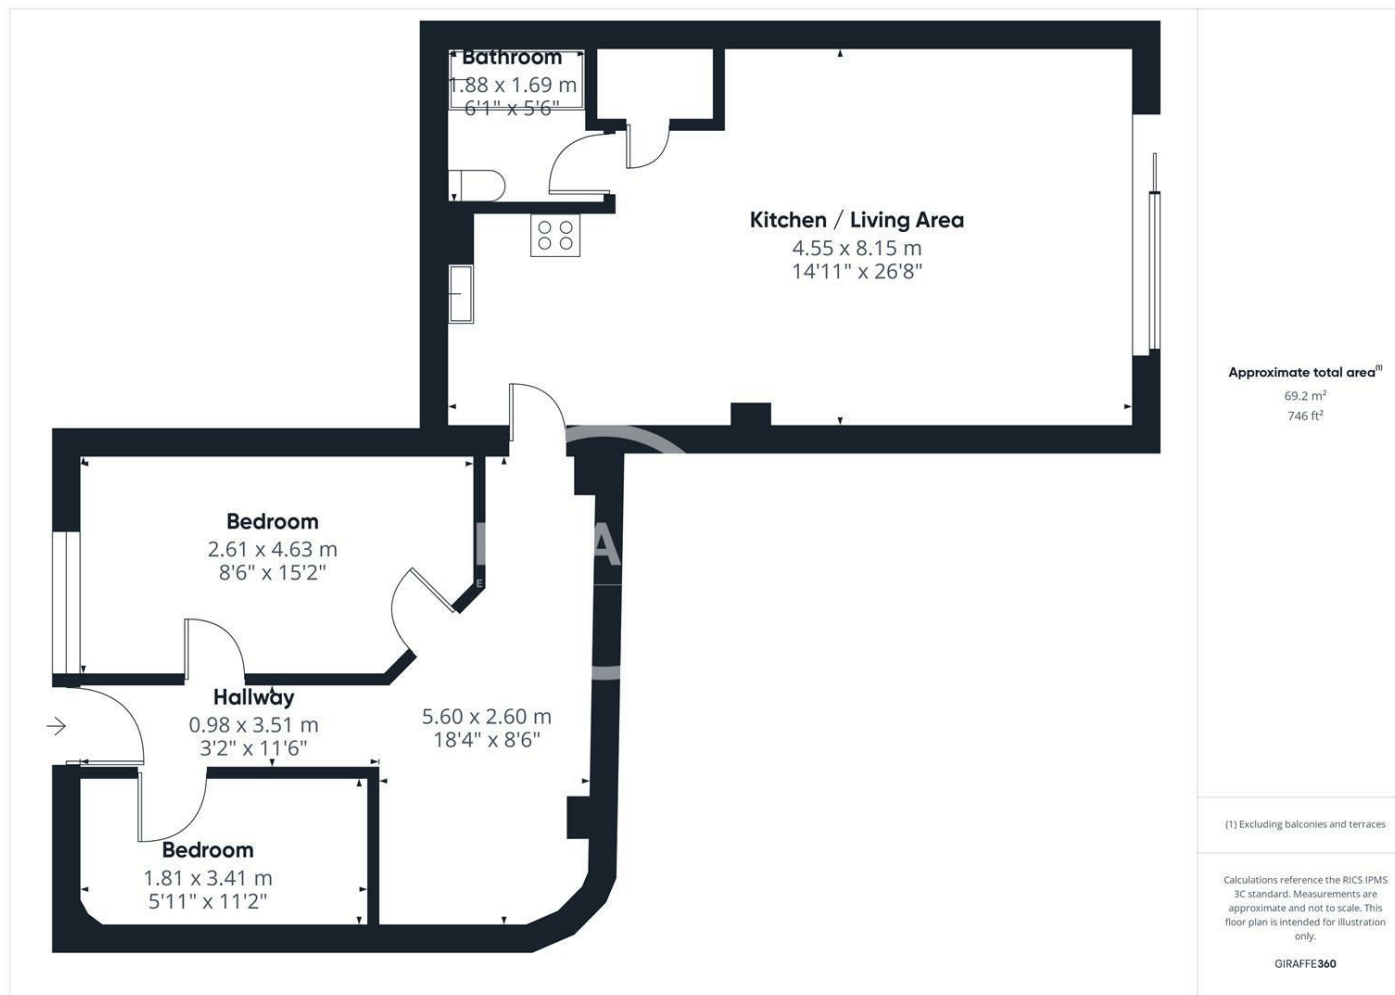 Bathroom
1.88 x 1.69 m
6'1" x 5'6"
Kitchen / Living Area
4.55 x 8.15 m
14'11" x 26'8"
Bedroom
2.61 x 4.63 m
8'6" x 15'2"
Hallway
0.98 x 3.51 m
3'2" x 11'6"
5.60 x 2.60 m
18'4" x 8'6"
Bedroom
1.81 x 3.41 m
5'11" x 11'2"
Approximate total area(1)
69.2 m²
746 ft²
(1) Excluding balconies and terraces
Calculations reference the RICS IPMS
3C standard. Measurements are
approximate and not to scale. This
floor plan is intended for illustration
only.
GIRAFFE360